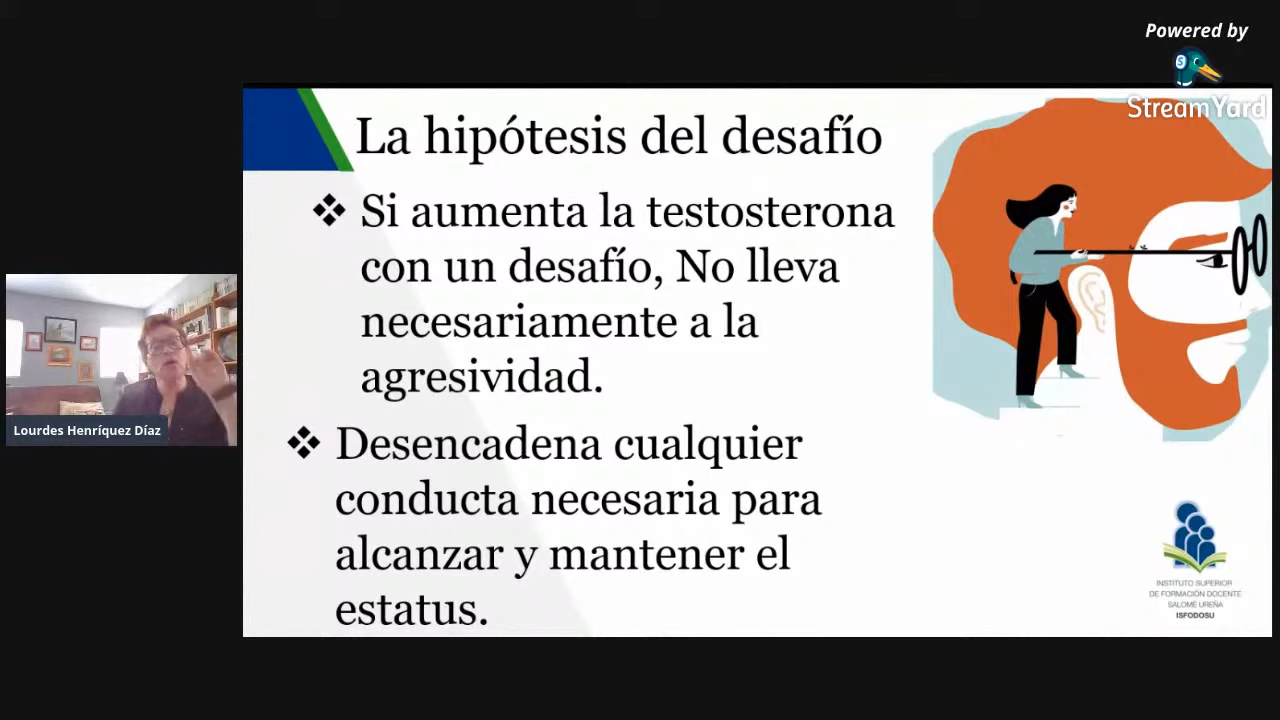 Powered by
StreamYard
La hipótesis del desafío
❖ Si aumenta la testosterona
con un desafío, No lleva
necesariamente a la
agresividad.
❖ Desencadena cualquier
conducta necesaria para
alcanzar y mantener el
estatus.
Lourdes Henríquez Díaz
INSTITUTO SUPERIOR
DE FORMACIÓN DOCENTE
SALOMÉ UREÑA
ISFODOSU